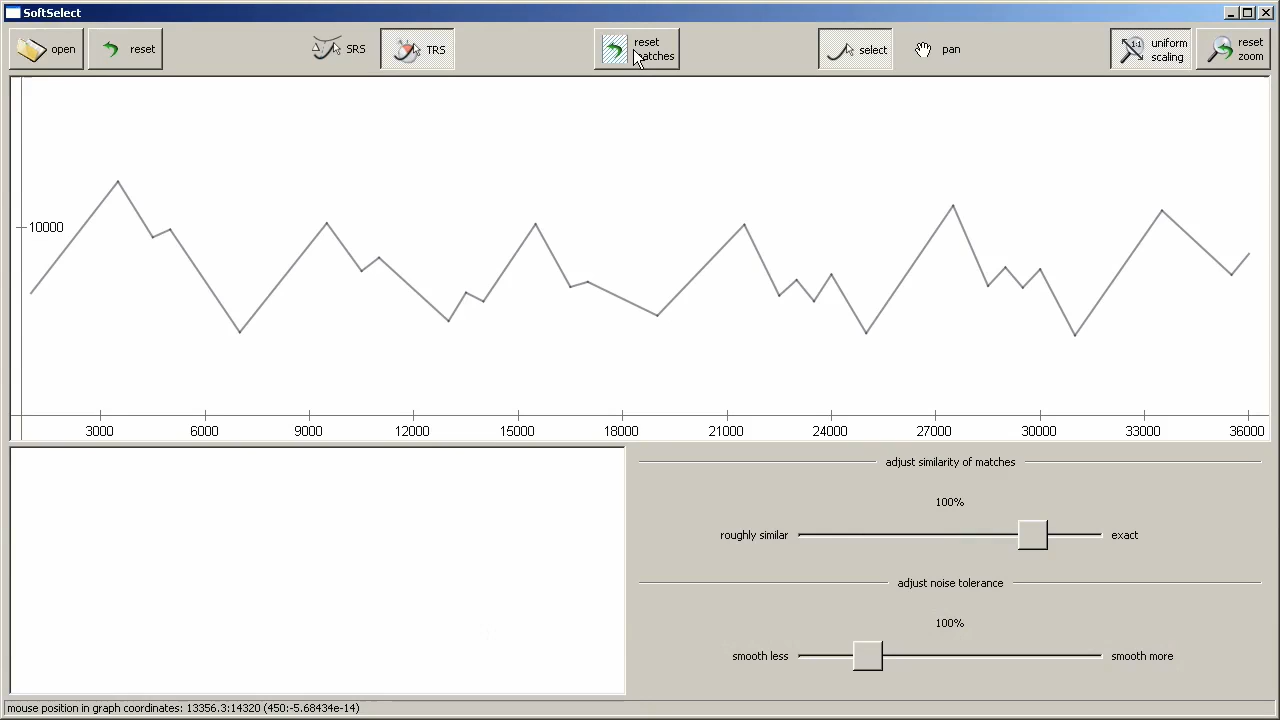 SoftSelect
open
reset
SRS
TRS
reset
matches
select
pan
1:1
uniform
scaling
reset
zoom
10000
3000 6000 9000 12000 15000 18000 21000 24000 27000 30000 33000 36000
adjust similarity of matches
100%
roughly similar
exact
adjust noise tolerance
100%
smooth less
smooth more
mouse position in graph coordinates: 13356.3:14320 (450:-5.68434e-14)